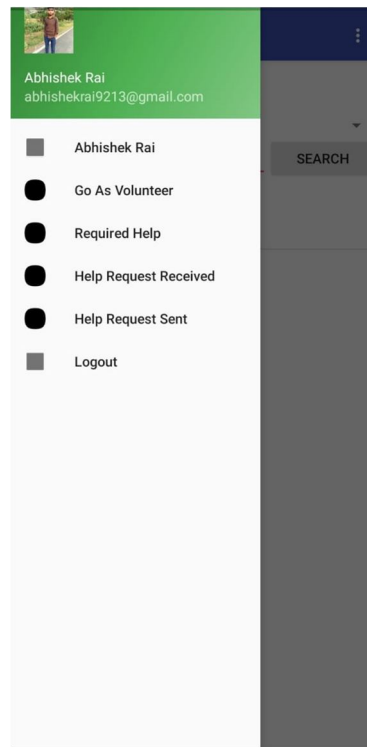 Abhishek Rai
abhishekrai9213@gmail.com
Abhishek Rai
Go As Volunteer
SEARCH
Required Help
Help Request Received
Help Request Sent
Logout